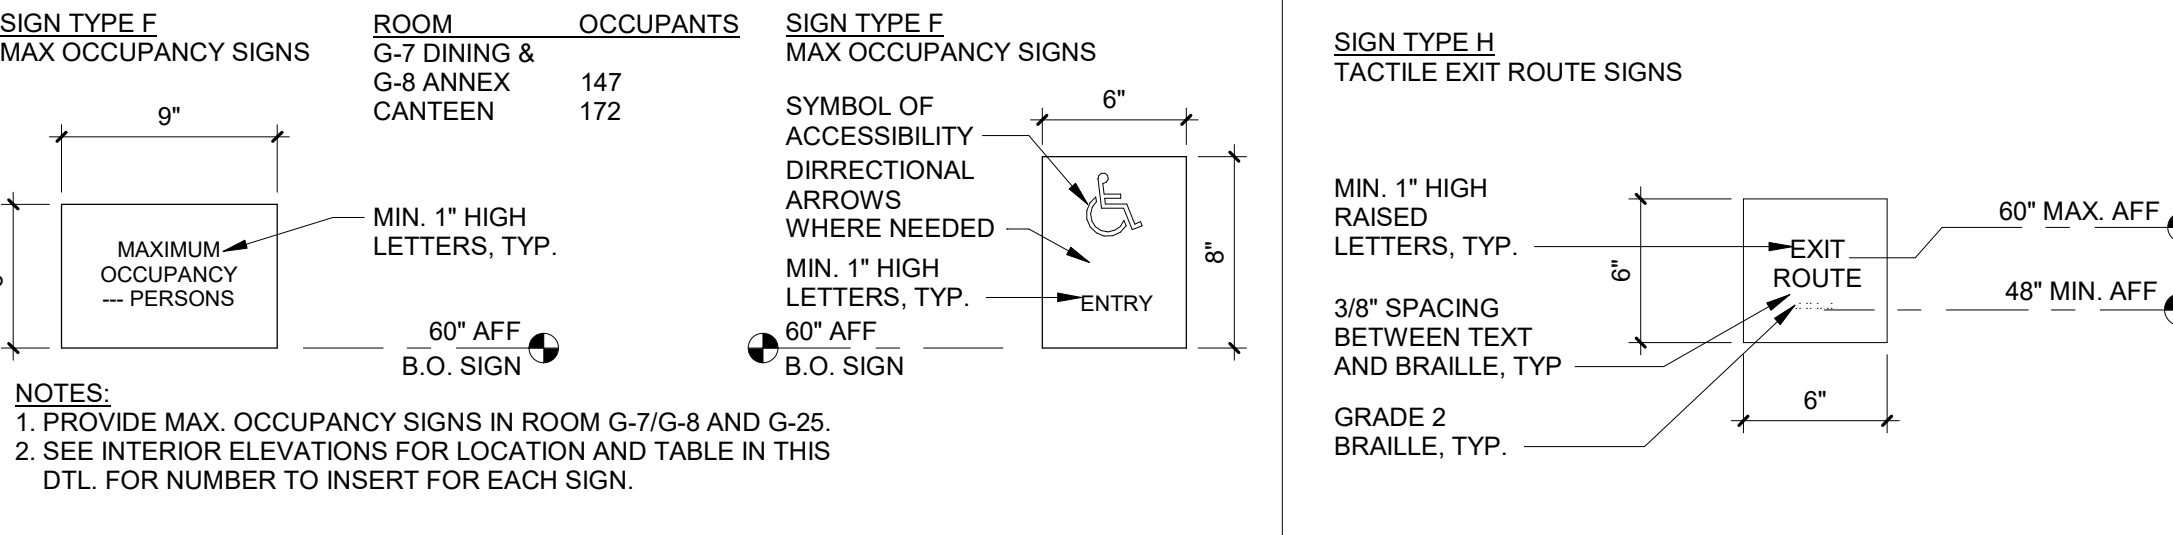 SIGN TYPE F
MAX OCCUPANCY SIGNS
9"
MAXIMUM
OCCUPANCY
--- PERSONS
MIN. 1" HIGH
LETTERS, TYP.
60" AFF
B.O. SIGN
ROOM OCCUPANTS
G-7 DINING &
G-8 ANNEX 147
CANTEEN 172
SIGN TYPE F
MAX OCCUPANCY SIGNS
SYMBOL OF
ACCESSIBILITY
DIRRECTIONAL
ARROWS
WHERE NEEDED
MIN. 1" HIGH
LETTERS, TYP.
60" AFF
B.O. SIGN
6"
8"
ENTRY
NOTES:
1. PROVIDE MAX. OCCUPANCY SIGNS IN ROOM G-7/G-8 AND G-25.
2. SEE INTERIOR ELEVATIONS FOR LOCATION AND TABLE IN THIS
DTL. FOR NUMBER TO INSERT FOR EACH SIGN.
SIGN TYPE H
TACTILE EXIT ROUTE SIGNS
MIN. 1" HIGH
RAISED
LETTERS, TYP.
3/8" SPACING
BETWEEN TEXT
AND BRAILLE, TYP
GRADE 2
BRAILLE, TYP.
6"
EXIT
ROUTE
6"
60" MAX. AFF
48" MIN. AFF